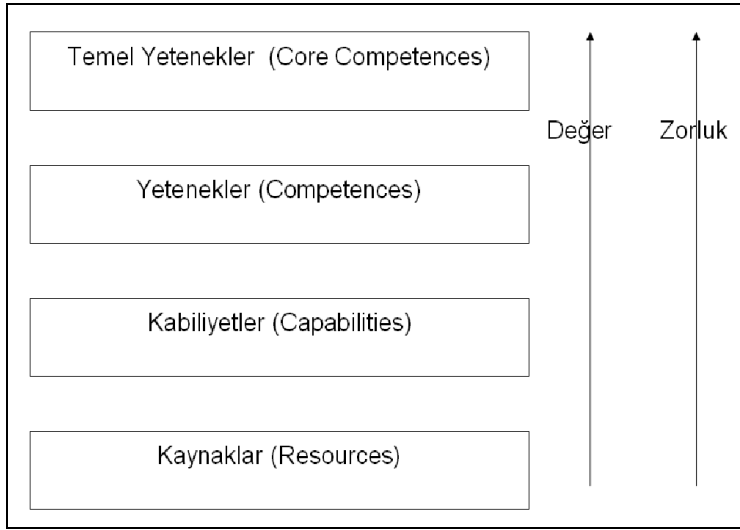 Temel Yetenekler (Core Competences)
Değer
Zorluk
Yetenekler (Competences)
Kabiliyetler (Capabilities)
Kaynaklar (Resources)